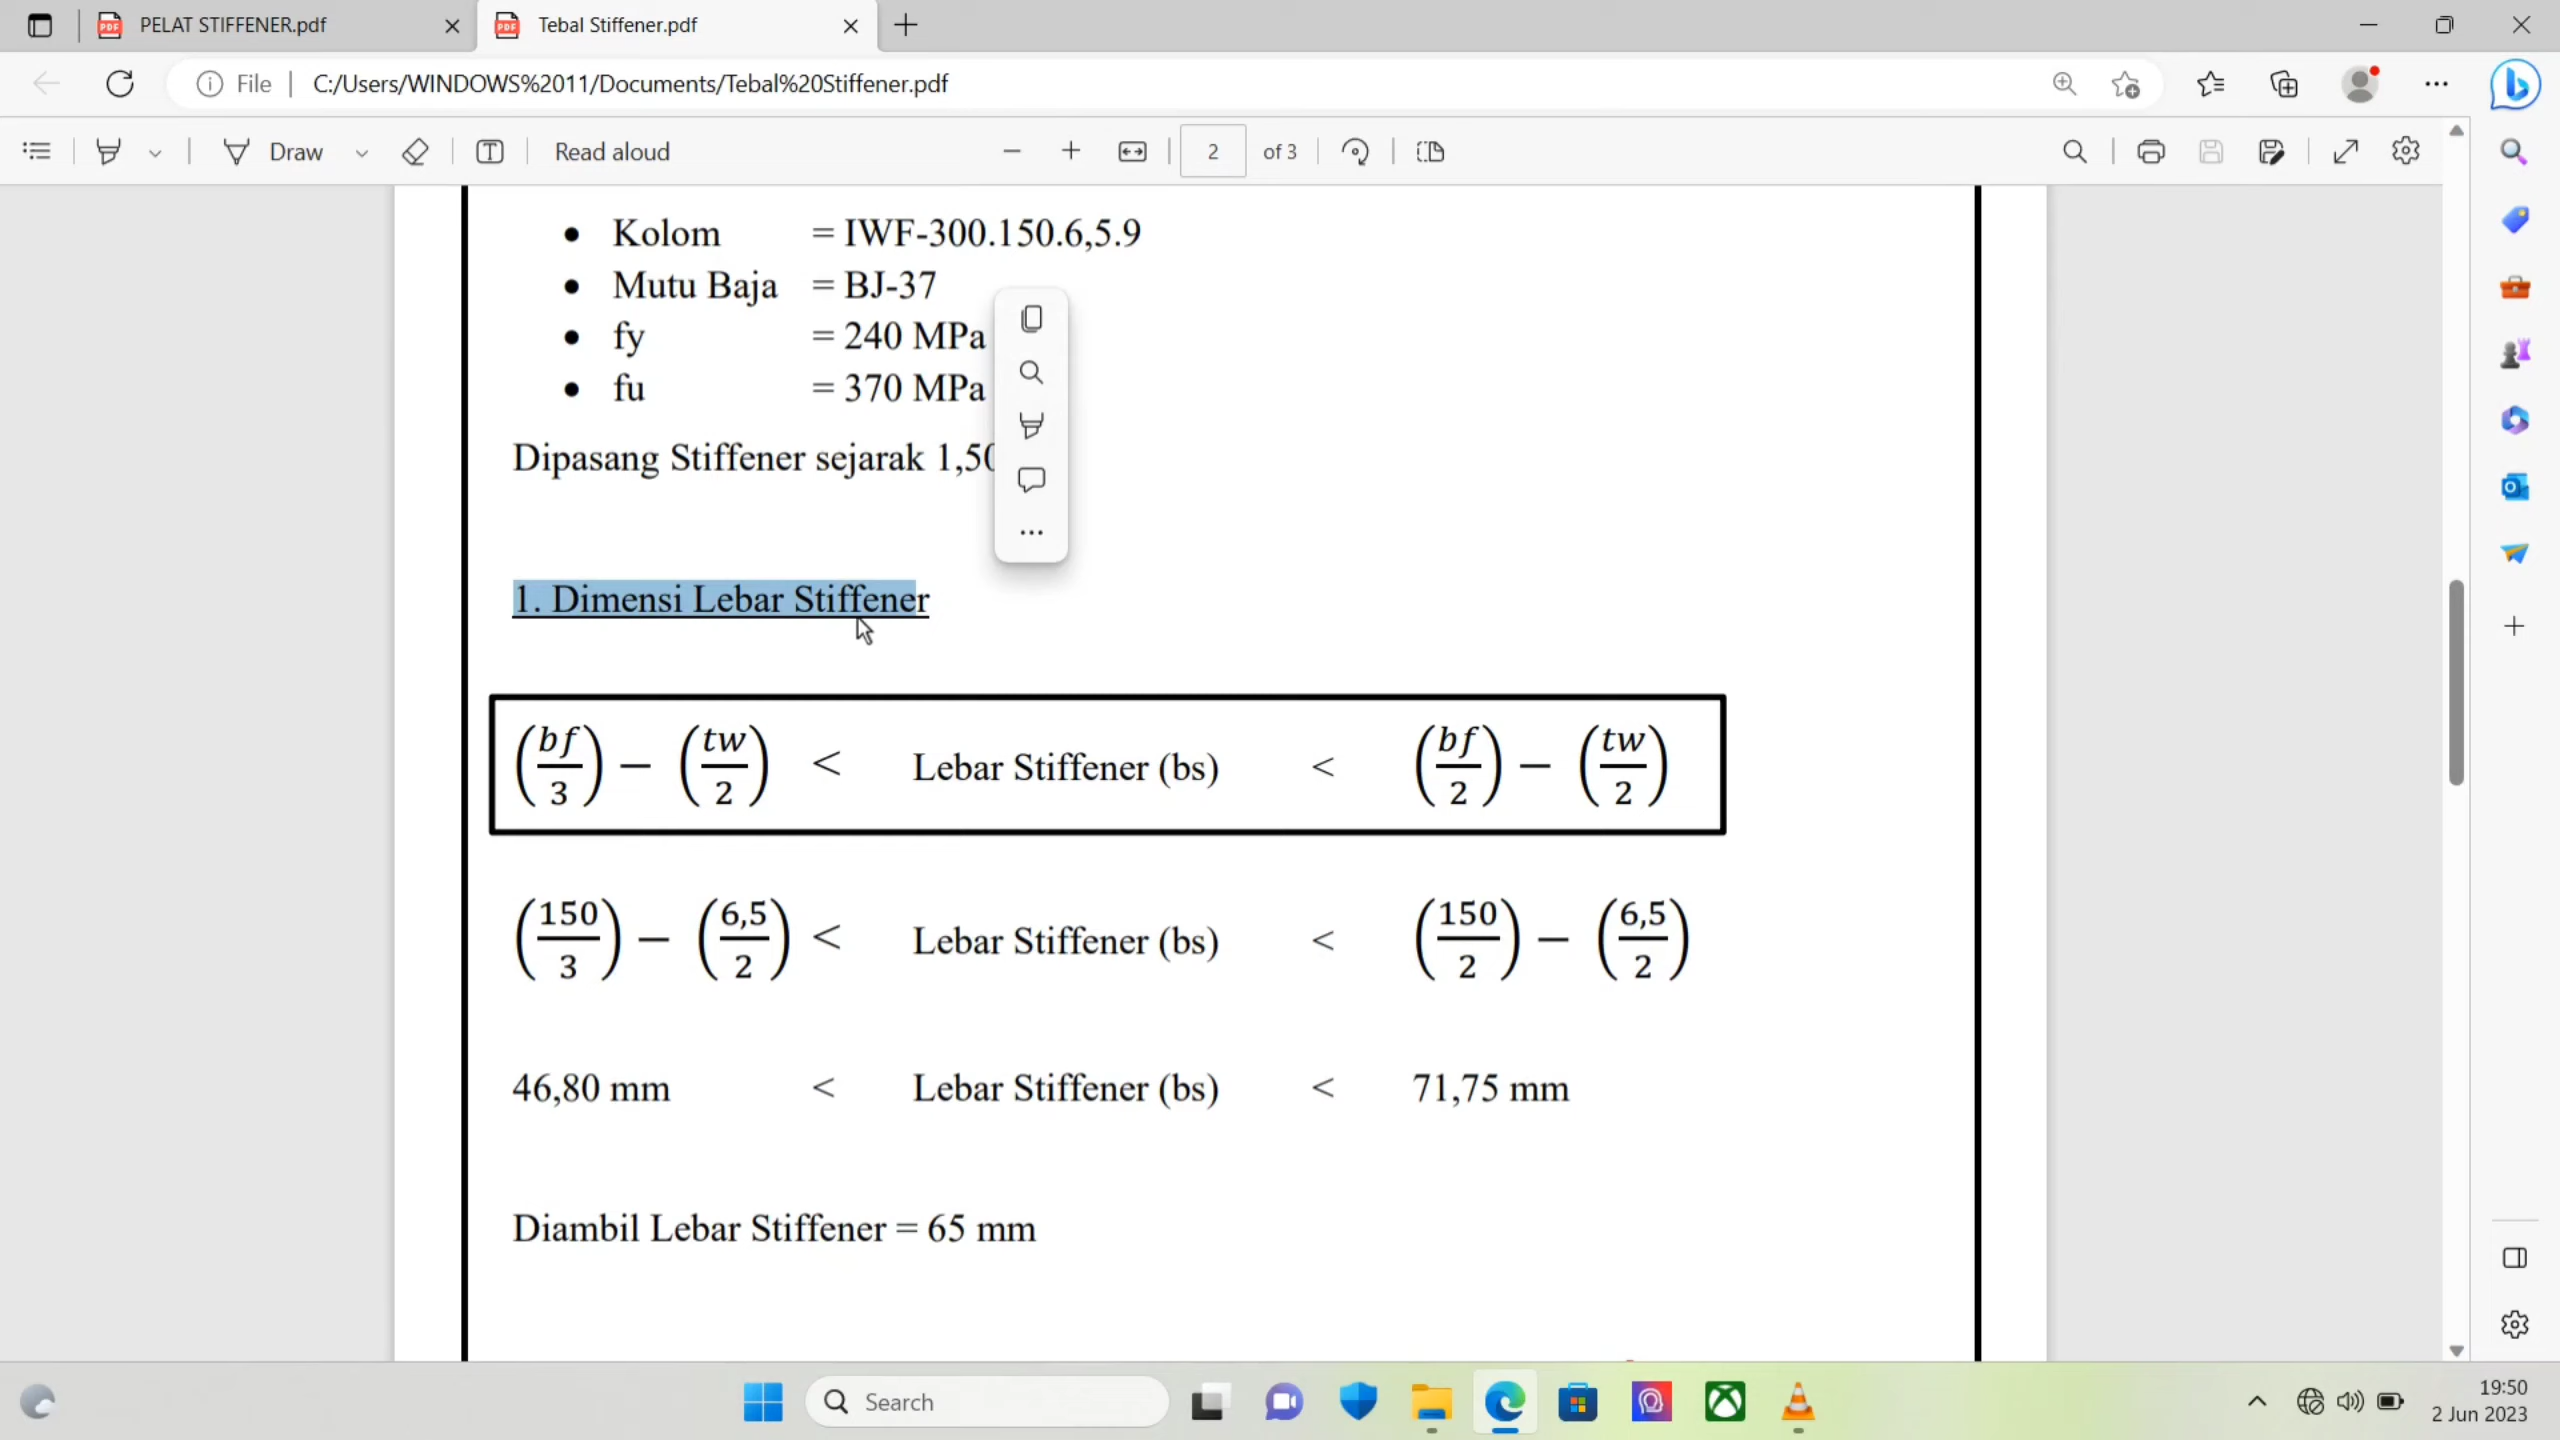 PELAT STIFFENER.pdf
Tebal Stiffener.pdf
File
C:/Users/WINDOWS%2011/Documents/Tebal%20Stiffener.pdf
Draw
Read aloud
2 of 3
• Kolom = IWF-300.150.6,5.9
• Mutu Baja = BJ-37
• fy = 240 MPa
• fu = 370 MPa
Dipasang Stiffener sejarak 1,50
1. Dimensi Lebar Stiffener
(bf/3) − (tw/2) < Lebar Stiffener (bs) < (bf/2) − (tw/2)
(150/3) − (6,5/2) < Lebar Stiffener (bs) < (150/2) − (6,5/2)
46,80 mm < Lebar Stiffener (bs) < 71,75 mm
Diambil Lebar Stiffener = 65 mm
Search
19:50
2 Jun 2023